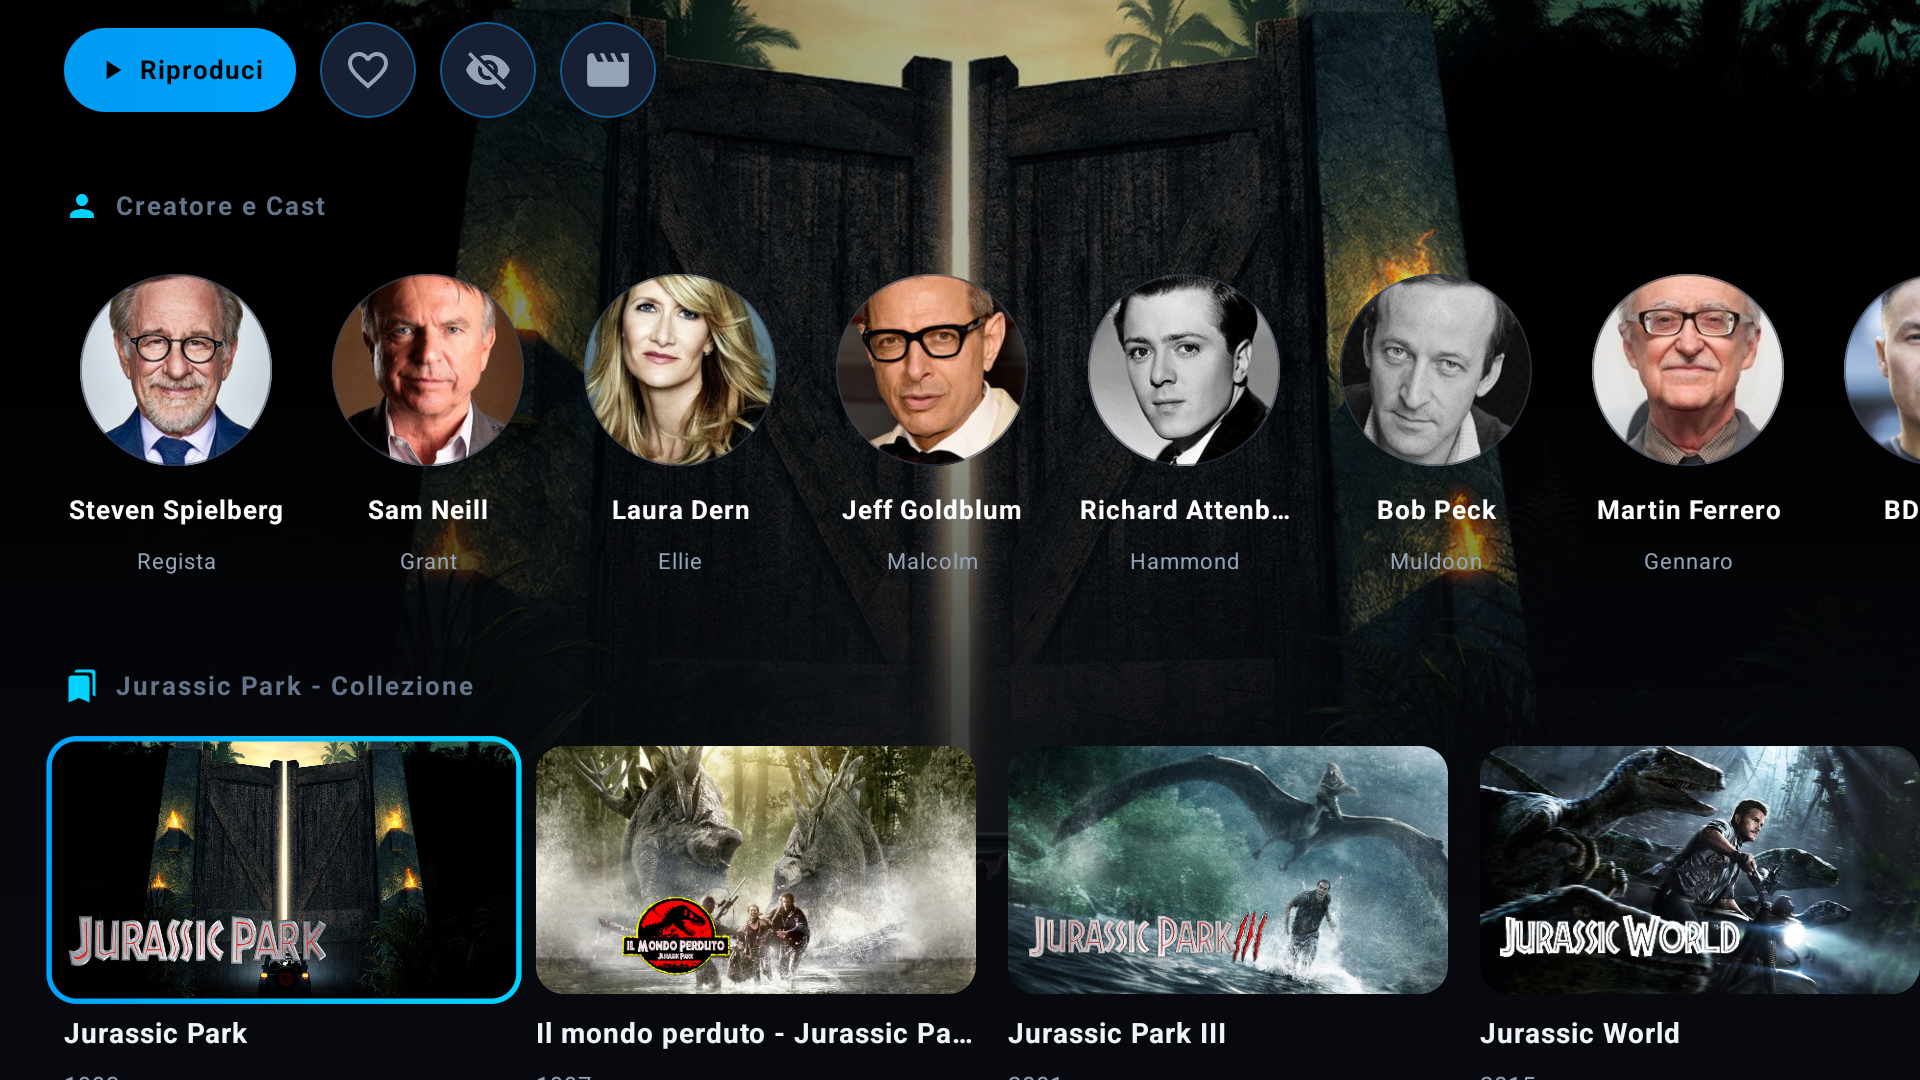 Riproduci
Creatore e Cast
Steven Spielberg
Regista
Sam Neill
Grant
Laura Dern
Ellie
Jeff Goldblum
Malcolm
Richard Attenb...
Hammond
Bob Peck
Muldoon
Martin Ferrero
Gennaro
BD
Jurassic Park - Collezione
JURASSIC PARK
IL MONDO PERDUTO
JURASSIC PARK
JURASSIC PARK III
JURASSIC WORLD
Jurassic Park
Il mondo perduto - Jurassic Pa...
Jurassic Park III
Jurassic World